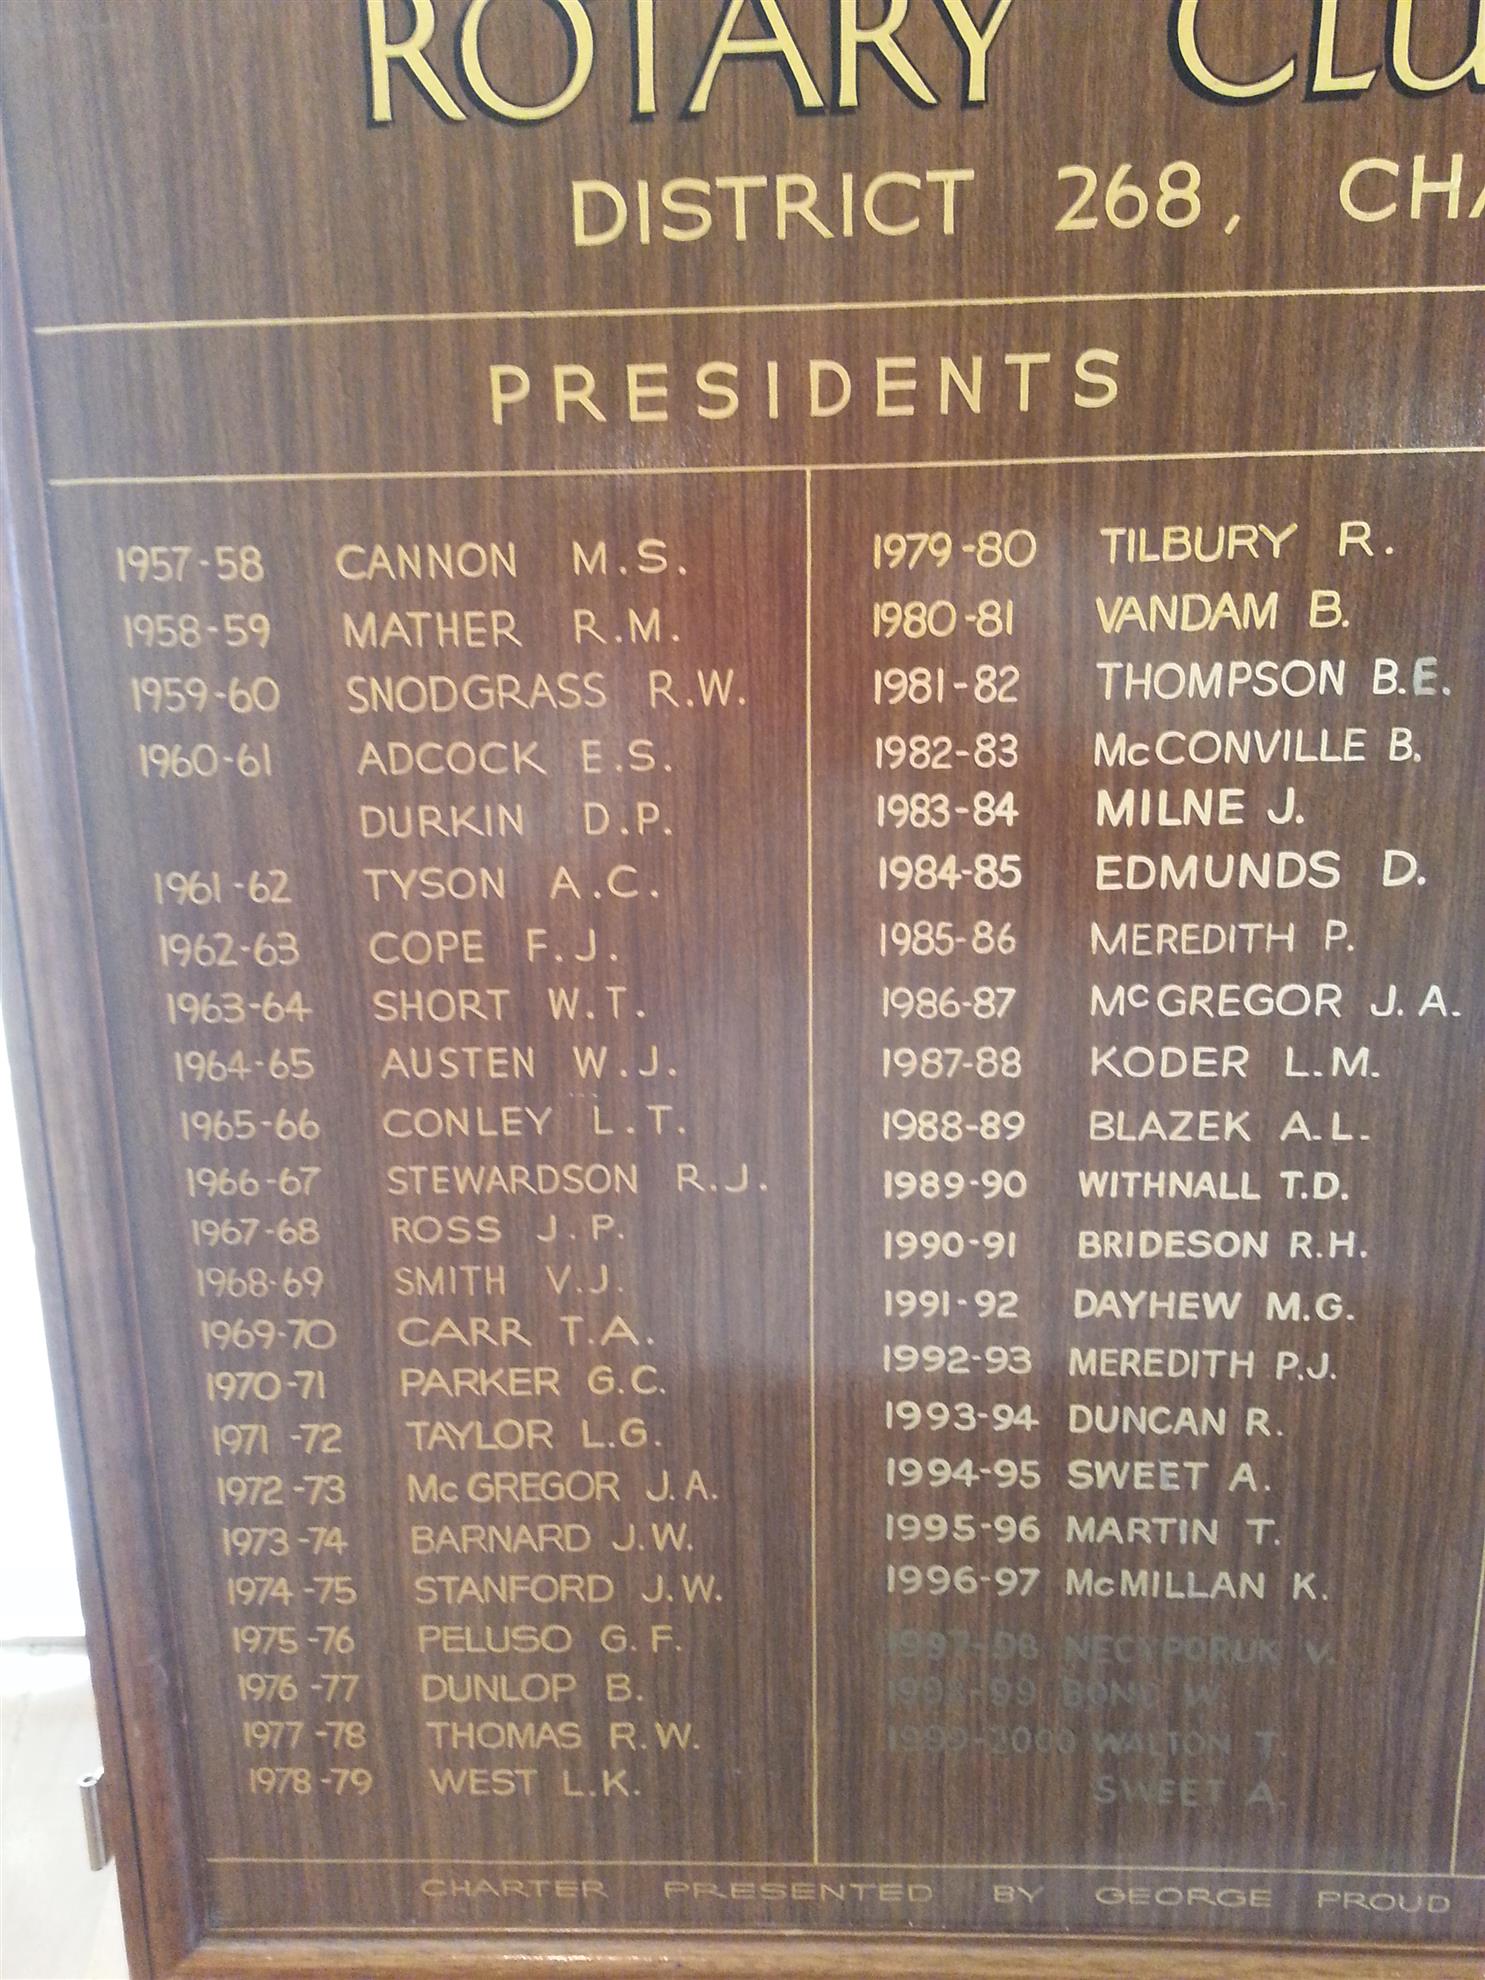 ROTARY CLU
DISTRICT 268, CHA
PRESIDENTS
1957-58 CANNON M.S.
1958-59 MATHER R.M.
1959-60 SNODGRASS R.W.
1960-61 ADCOCK E.S.
DURKIN D.P.
1961-62 TYSON A.C.
1962-63 COPE F.J.
1963-64 SHORT W.T.
1964-65 AUSTEN W.J.
1965-66 CONLEY L.T.
1966-67 STEWARDSON R.J.
1967-68 ROSS J.P.
1968-69 SMITH V.J.
1969-70 CARR T.A.
1970-71 PARKER G.C.
1971-72 TAYLOR L.G.
1972-73 McGREGOR J.A.
1973-74 BARNARD J.W.
1974-75 STANFORD J.W.
1975-76 PELUSO G.F.
1976-77 DUNLOP B.
1977-78 THOMAS R.W.
1978-79 WEST L.K.
1979-80 TILBURY R.
1980-81 VANDAM B.
1981-82 THOMPSON B.E.
1982-83 McCONVILLE B.
1983-84 MILNE J.
1984-85 EDMUNDS D.
1985-86 MEREDITH P.
1986-87 McGREGOR J.A.
1987-88 KODER L.M.
1988-89 BLAZEK A.L.
1989-90 WITHNALL T.D.
1990-91 BRIDESON R.H.
1991-92 DAYHEW M.G.
1992-93 MEREDITH P.J.
1993-94 DUNCAN R.
1994-95 SWEET A.
1995-96 MARTIN T.
1996-97 McMILLAN K.
1997-98 NECYPORUK V.
1998-99 W.
1999-2000 WALTON T.
SWEET A.
CHARTER PRESENTED BY GEORGE PROUD